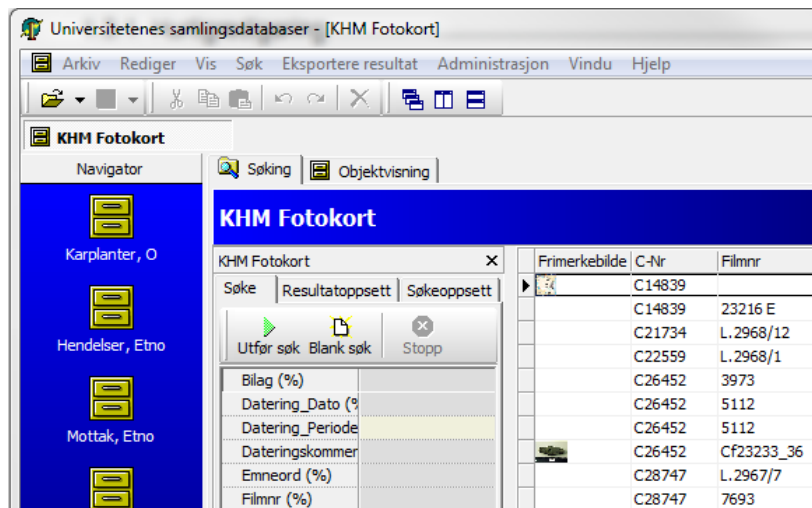 Universitetenes samlingsdatabaser - [KHM Fotokort]
Arkiv Rediger Vis Søk Eksportere resultat Administrasjon Vindu Hjelp
KHM Fotokort
Navigator
Søking Objektvisning
KHM Fotokort
Karplanter, O
Hendelser, Etno
Mottak, Etno
KHM Fotokort x
Søke Resultatoppsett Søkeoppsett
Utfør søk Blank søk Stopp
Bilag (%)
Datering_Dato (%
Datering_Periode
Dateringskommer
Emneord (%)
Filmnr (%)
Frimerkebilde C-Nr Filmnr
C14839
C14839 23216 E
C21734 L.2968/12
C22559 L.2968/1
C26452 3973
C26452 5112
C26452 5112
C26452 Cf23233_36
C28747 L.2967/7
C28747 7693